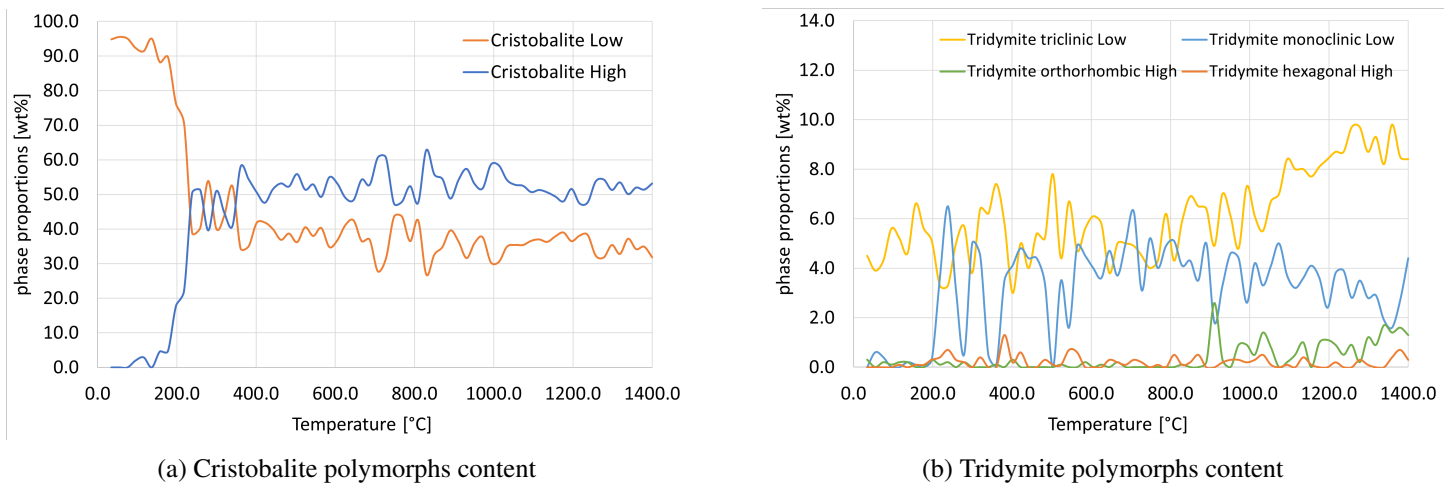 100.0
90.0
80.0
70.0
60.0
50.0
40.0
30.0
20.0
10.0
0.0
phase proportions [wt%]
Cristobalite Low
Cristobalite High
0.0 200.0 400.0 600.0 800.0 1000.0 1200.0 1400.0
Temperature [°C]
(a) Cristobalite polymorphs content
14.0
12.0
10.0
8.0
6.0
4.0
2.0
0.0
phase proportions [wt%]
Tridymite triclinic Low Tridymite monoclinic Low
Tridymite orthorhombic High Tridymite hexagonal High
0.0 200.0 400.0 600.0 800.0 1000.0 1200.0 1400.0
Temperature [°C]
(b) Tridymite polymorphs content